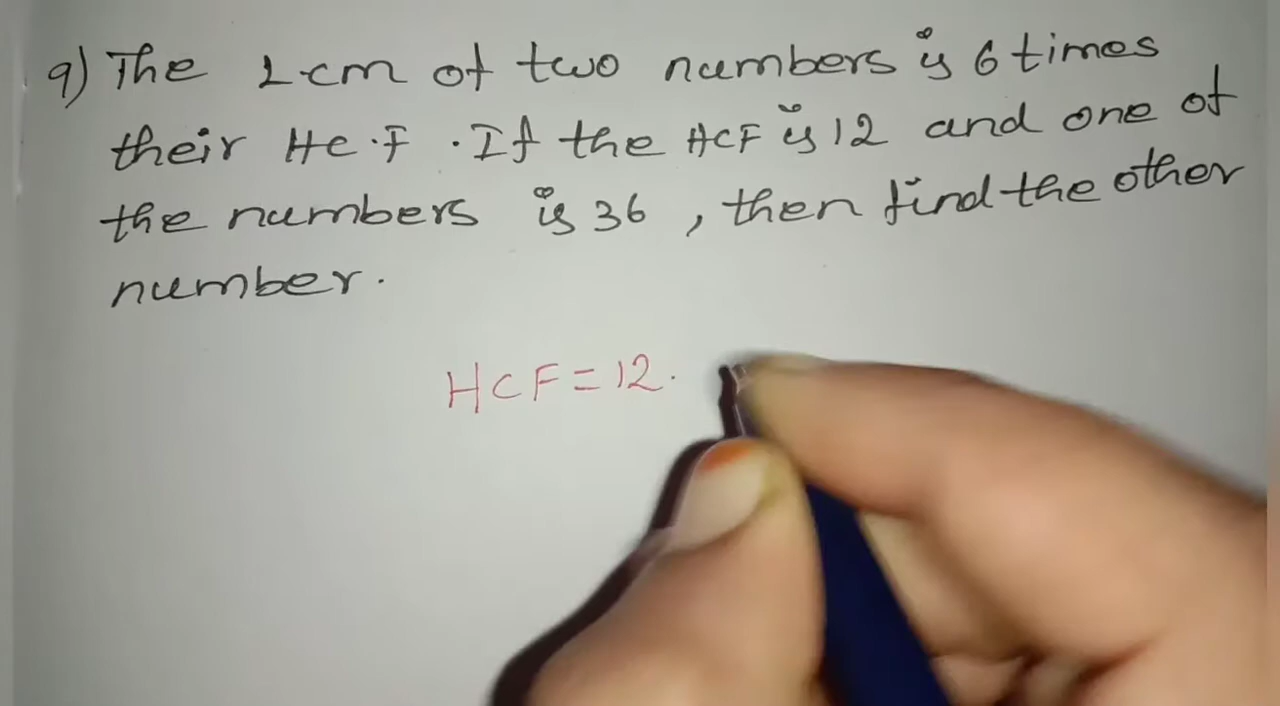 9) The Lcm of two numbers is 6 times
their HC.F . If the HCF is 12 and one of
the numbers is 36, then find the other
number.
HCF = 12.